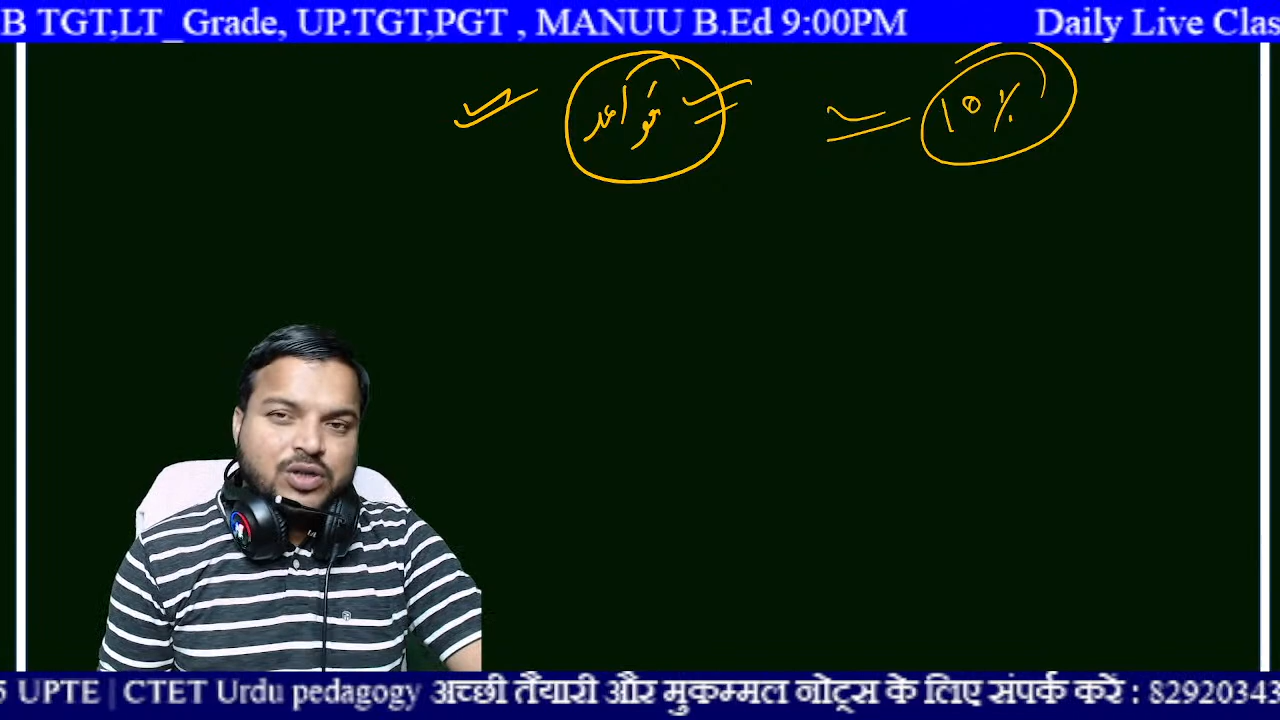 B TGT,LT_Grade, UP.TGT,PGT , MANUU B.Ed 9:00PM Daily Live Clas
قواعد 10%
5 UPTE | CTET Urdu pedagogy अच्छी तैयारी और मुकम्मल नोट्स के लिए संपर्क करें : 82920343